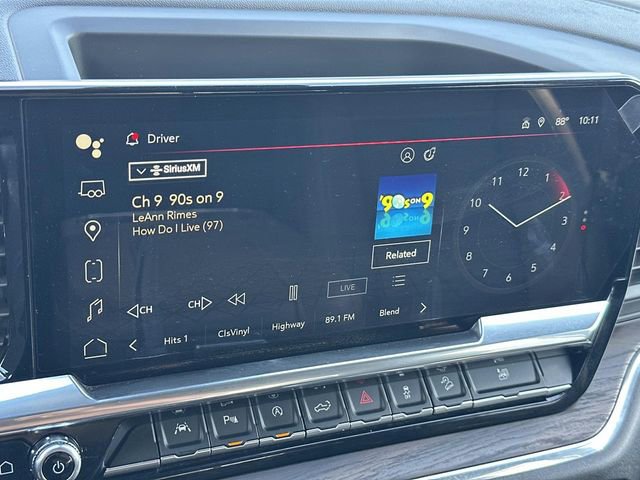 Driver
88° 10:11
SiriusXM
Ch 9 90s on 9
LeAnn Rimes
How Do I Live (97)
'90s ON 9
Related
12
1
2
3
4
5
6
7
8
9
10
11
CH
CH
LIVE
Hits 1
ClsVinyl
Highway
89.1 FM
Blend
P